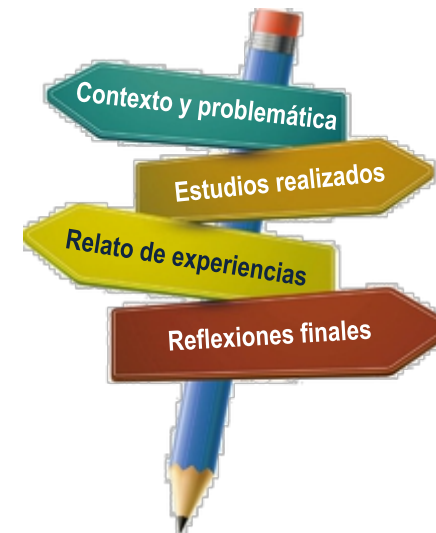 Contexto y problemática
Estudios realizados
Relato de experiencias
Reflexiones finales